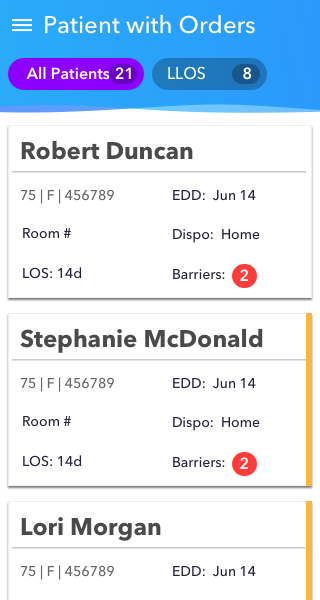 Patient with Orders
All Patients 21 LLOS 8
Robert Duncan
75 | F | 456789 EDD: Jun 14
Room # Dispo: Home
LOS: 14d Barriers: 2
Stephanie McDonald
75 | F | 456789 EDD: Jun 14
Room # Dispo: Home
LOS: 14d Barriers: 2
Lori Morgan
75 | F | 456789 EDD: Jun 14